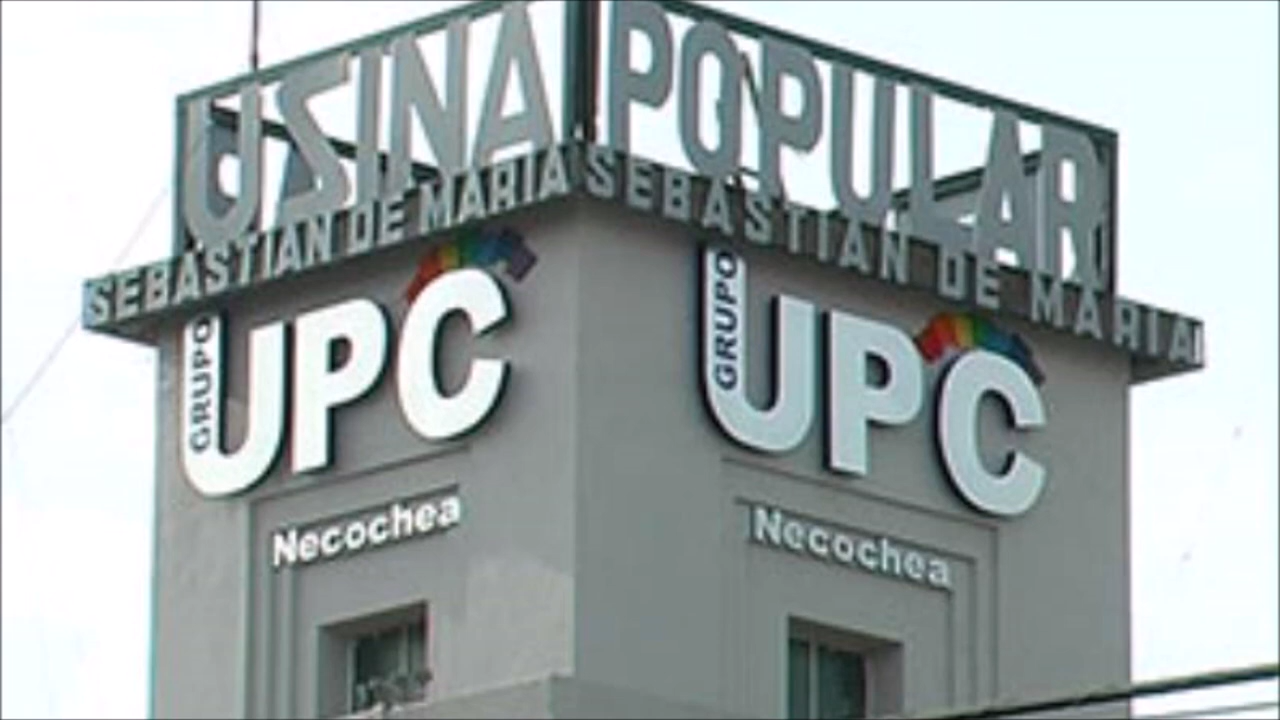 USINA POPULAR
SEBASTIAN DE MARIA SEBASTIAN DE MARIA
GRUPO
UPC
Necochea
GRUPO
UPC
Necochea